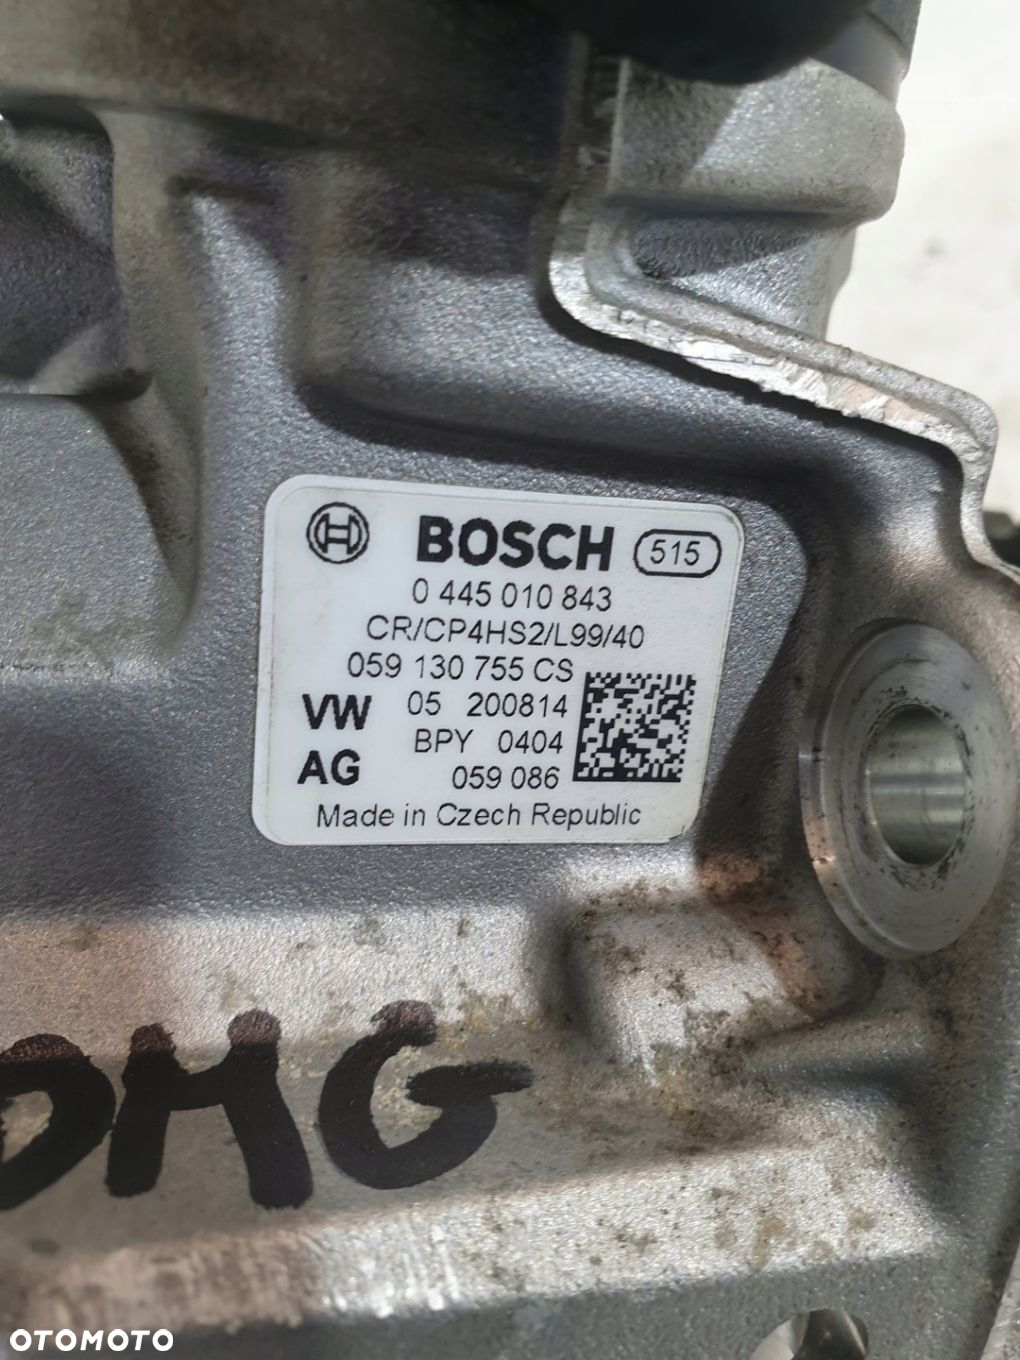 BOSCH 515
0 445 010 843
CR/CP4HS2/L99/40
059 130 755 CS
VW 05 200814
BPY 0404
AG 059 086
Made in Czech Republic
DMG
OTOMOTO